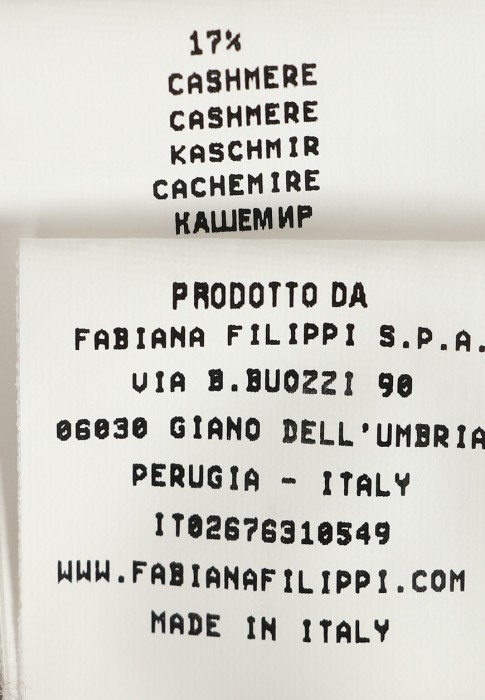 17%
CASHMERE
CASHMERE
KASCHMIR
CACHEMIRE
КАШЕМИР
PRODOTTO DA
FABIANA FILIPPI S.P.A.
VIA B.BUOZZI 90
06030 GIANO DELL'UMBRIA
PERUGIA - ITALY
IT02676310549
WWW.FABIANAFILIPPI.COM
MADE IN ITALY